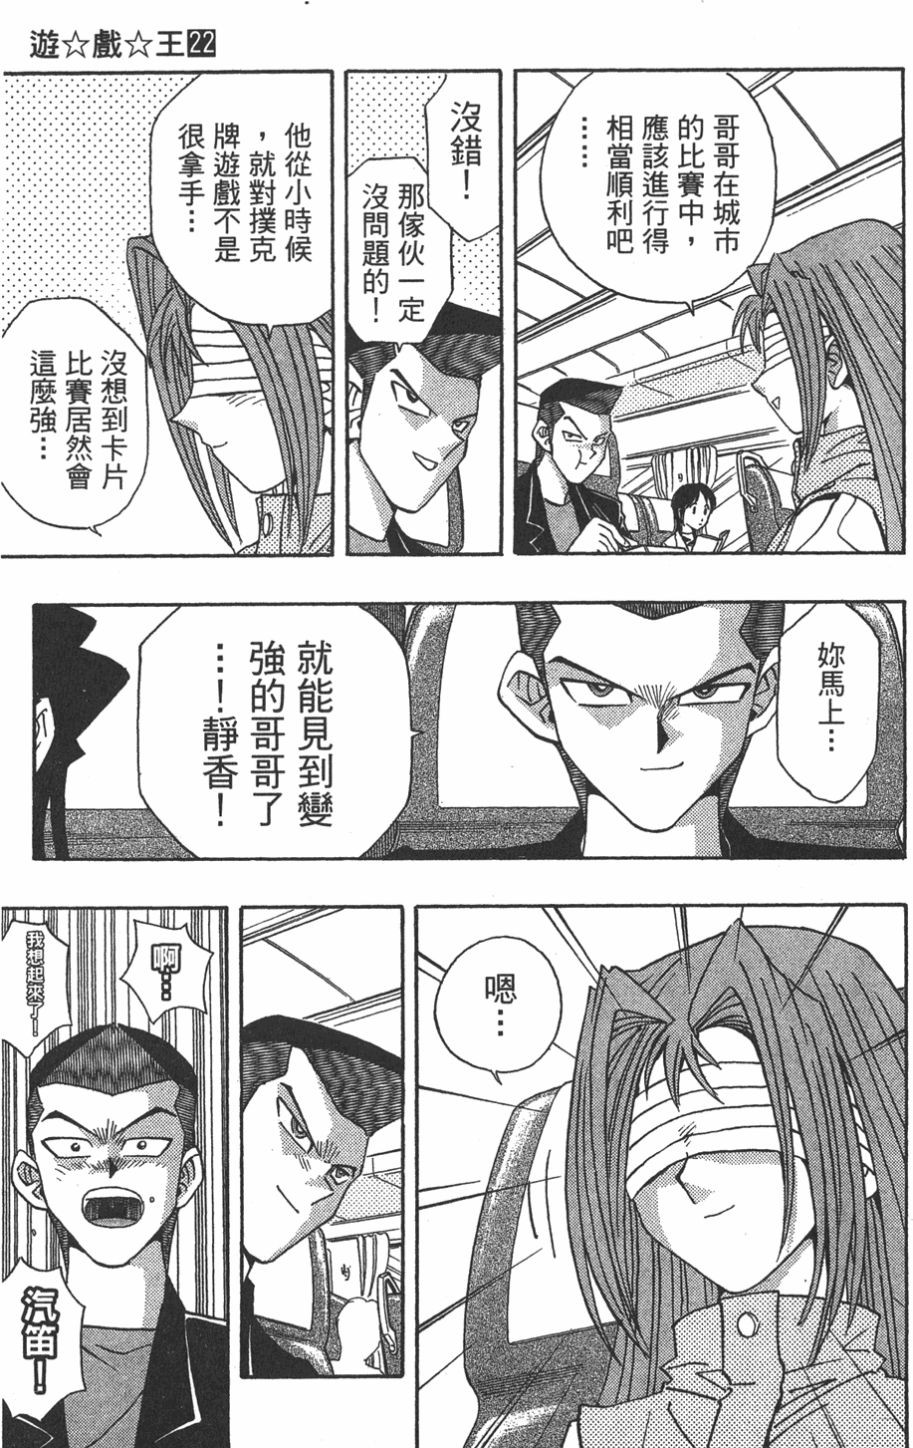 遊☆戲☆王22
哥哥在城市
的比賽中，
應該進行得
相當順利吧
……
沒錯！
那傢伙一定
沒問題的！
他從小時候
，就對撲克
牌遊戲不是
很拿手…
沒想到卡片
比賽居然會
這麼強…
妳馬上…
就能見到變
強的哥哥了
…！靜香！
嗯…
啊……
我想起來了！
汽笛！